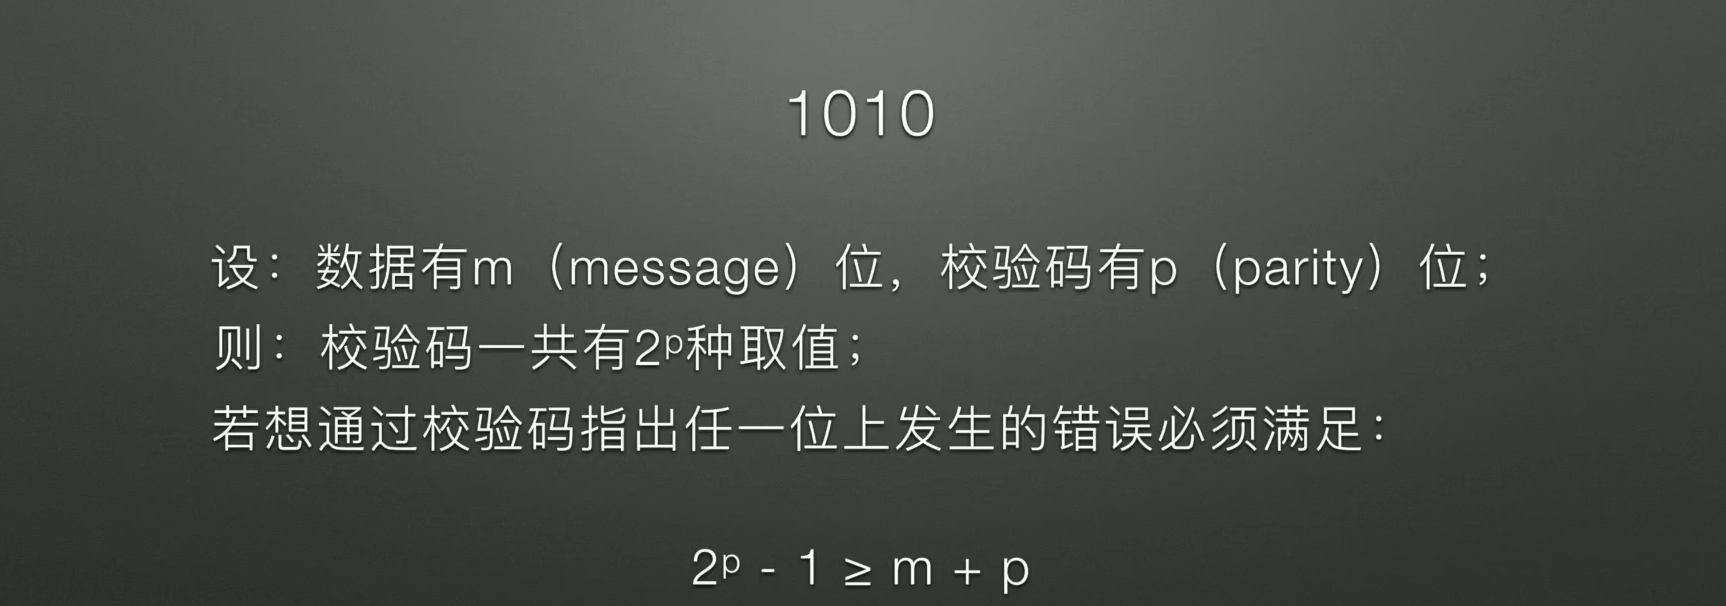 1010
设：数据有m（message）位，校验码有p（parity）位；
则：校验码一共有2ᵖ种取值；
若想通过校验码指出任一位上发生的错误必须满足：
2ᵖ - 1 ≥ m + p